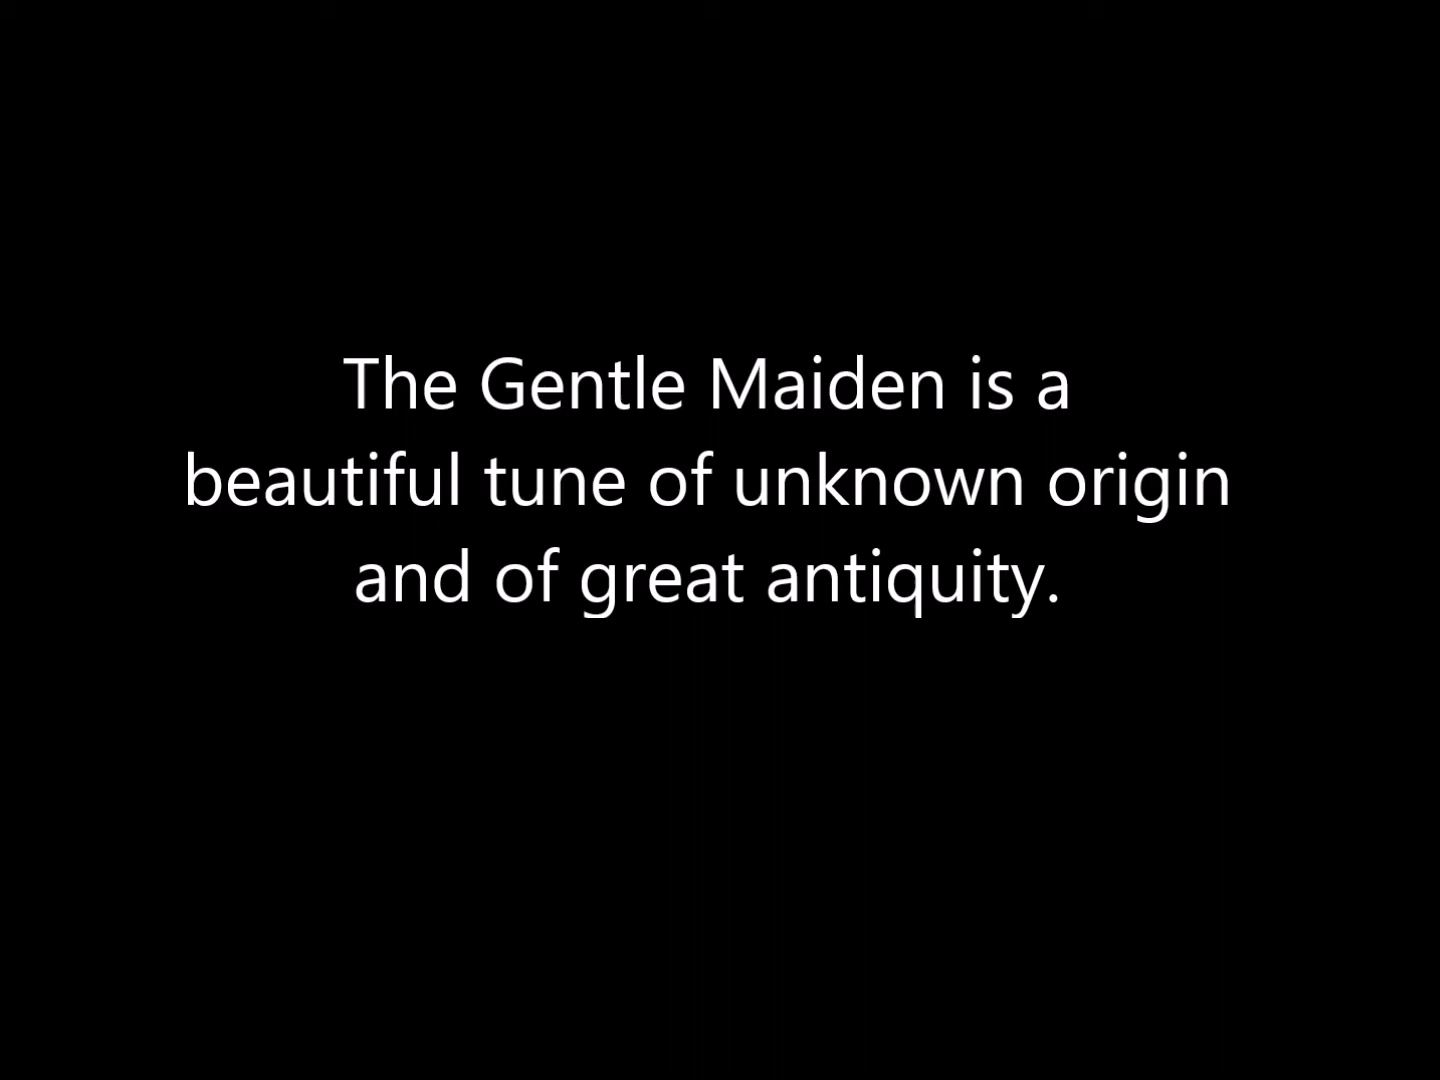 The Gentle Maiden is a
beautiful tune of unknown origin
and of great antiquity.